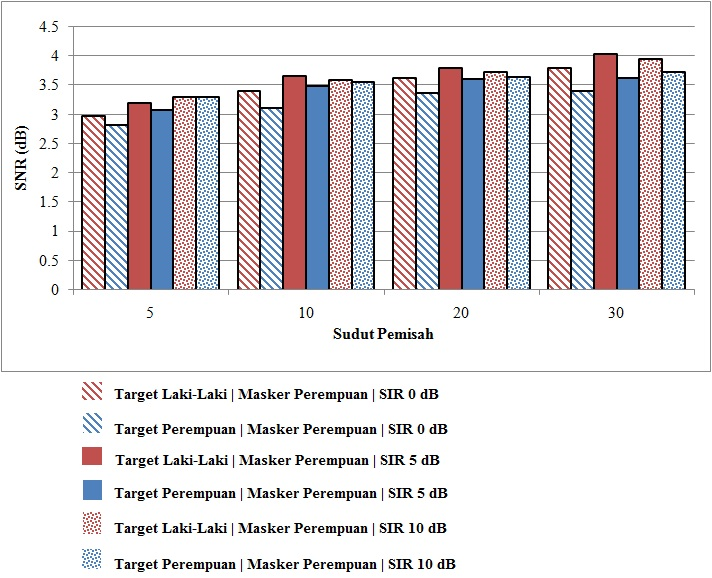 4.5
4
3.5
3
2.5
2
1.5
1
0.5
0
SNR (dB)
5 10 20 30
Sudut Pemisah
Target Laki-Laki | Masker Perempuan | SIR 0 dB
Target Perempuan | Masker Perempuan | SIR 0 dB
Target Laki-Laki | Masker Perempuan | SIR 5 dB
Target Perempuan | Masker Perempuan | SIR 5 dB
Target Laki-Laki | Masker Perempuan | SIR 10 dB
Target Perempuan | Masker Perempuan | SIR 10 dB